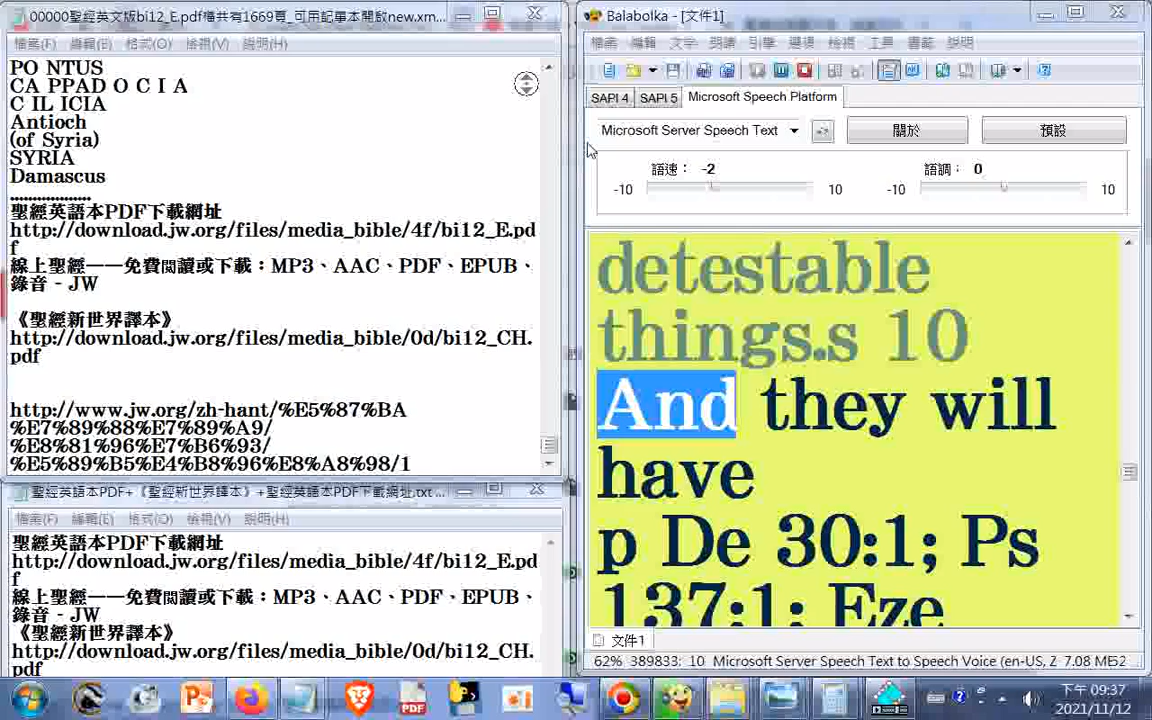 00000聖經英文版bi12_E.pdf檔共有1669頁_可用記事本開啟new.xm...
檔案(F) 編輯(E) 格式(O) 檢視(V) 說明(H)
PO NTUS
CA PPAD O C I A
C IL ICIA
Antioch
(of Syria)
SYRIA
Damascus
..................
聖經英語本PDF下載網址
http://download.jw.org/files/media_bible/4f/bi12_E.pd
f
線上聖經——免費閱讀或下載：MP3、AAC、PDF、EPUB、
錄音 - JW
《聖經新世界譯本》
http://download.jw.org/files/media_bible/0d/bi12_CH.
pdf
http://www.jw.org/zh-hant/%E5%87%BA
%E7%89%88%E7%89%A9/
%E8%81%96%E7%B6%93/
%E5%89%B5%E4%B8%96%E8%A8%98/1
聖經英語本PDF+《聖經新世界譯本》+聖經英語本PDF下載網址.txt ...
檔案(F) 編輯(E) 格式(O) 檢視(V) 說明(H)
聖經英語本PDF下載網址
http://download.jw.org/files/media_bible/4f/bi12_E.pd
f
線上聖經——免費閱讀或下載：MP3、AAC、PDF、EPUB、
錄音 - JW
《聖經新世界譯本》
http://download.jw.org/files/media_bible/0d/bi12_CH.
pdf
Balabolka - [文件1]
檔案 編輯 文字 朗讀 引擎 選項 檢視 工具 書籤 說明
SAPI 4 SAPI 5 Microsoft Speech Platform
Microsoft Server Speech Text 關於 預設
語速： -2 語調： 0
-10 10 -10 10
detestable
things.s 10
And they will
have
p De 30:1; Ps
137:1; Eze
文件1
62% 389833: 10 Microsoft Server Speech Text to Speech Voice (en-US, Z 7.08 ME52
PDF
下午 09:37
2021/11/12